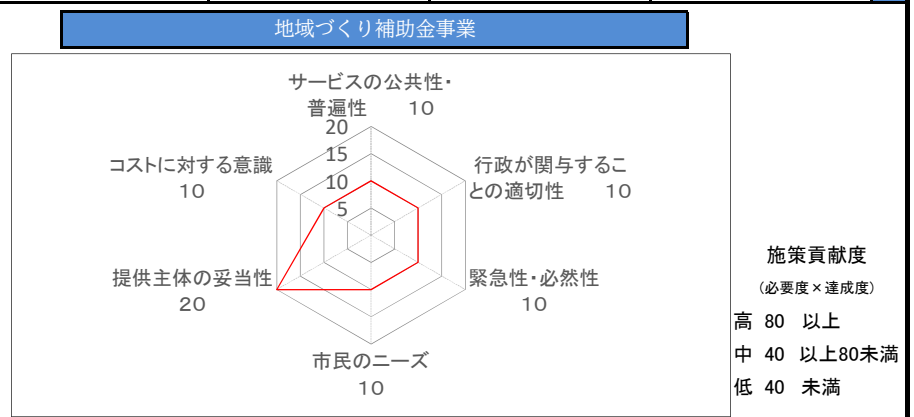 地域づくり補助金事業
サービスの公共性・
普遍性 10
20
15
10
5
行政が関与するこ
との適切性 10
緊急性・必然性
10
市民のニーズ
10
提供主体の妥当性
20
コストに対する意識
10
施策貢献度
（必要度×達成度）
高 80 以上
中 40 以上80未満
低 40 未満